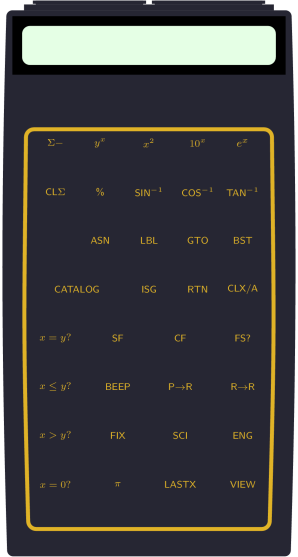 Σ− y^x x² 10^x e^x
CLΣ % SIN⁻¹ COS⁻¹ TAN⁻¹
ASN LBL GTO BST
CATALOG ISG RTN CLX/A
x = y? SF CF FS?
x ≤ y? BEEP P→R R→R
x > y? FIX SCI ENG
x = 0? π LASTX VIEW